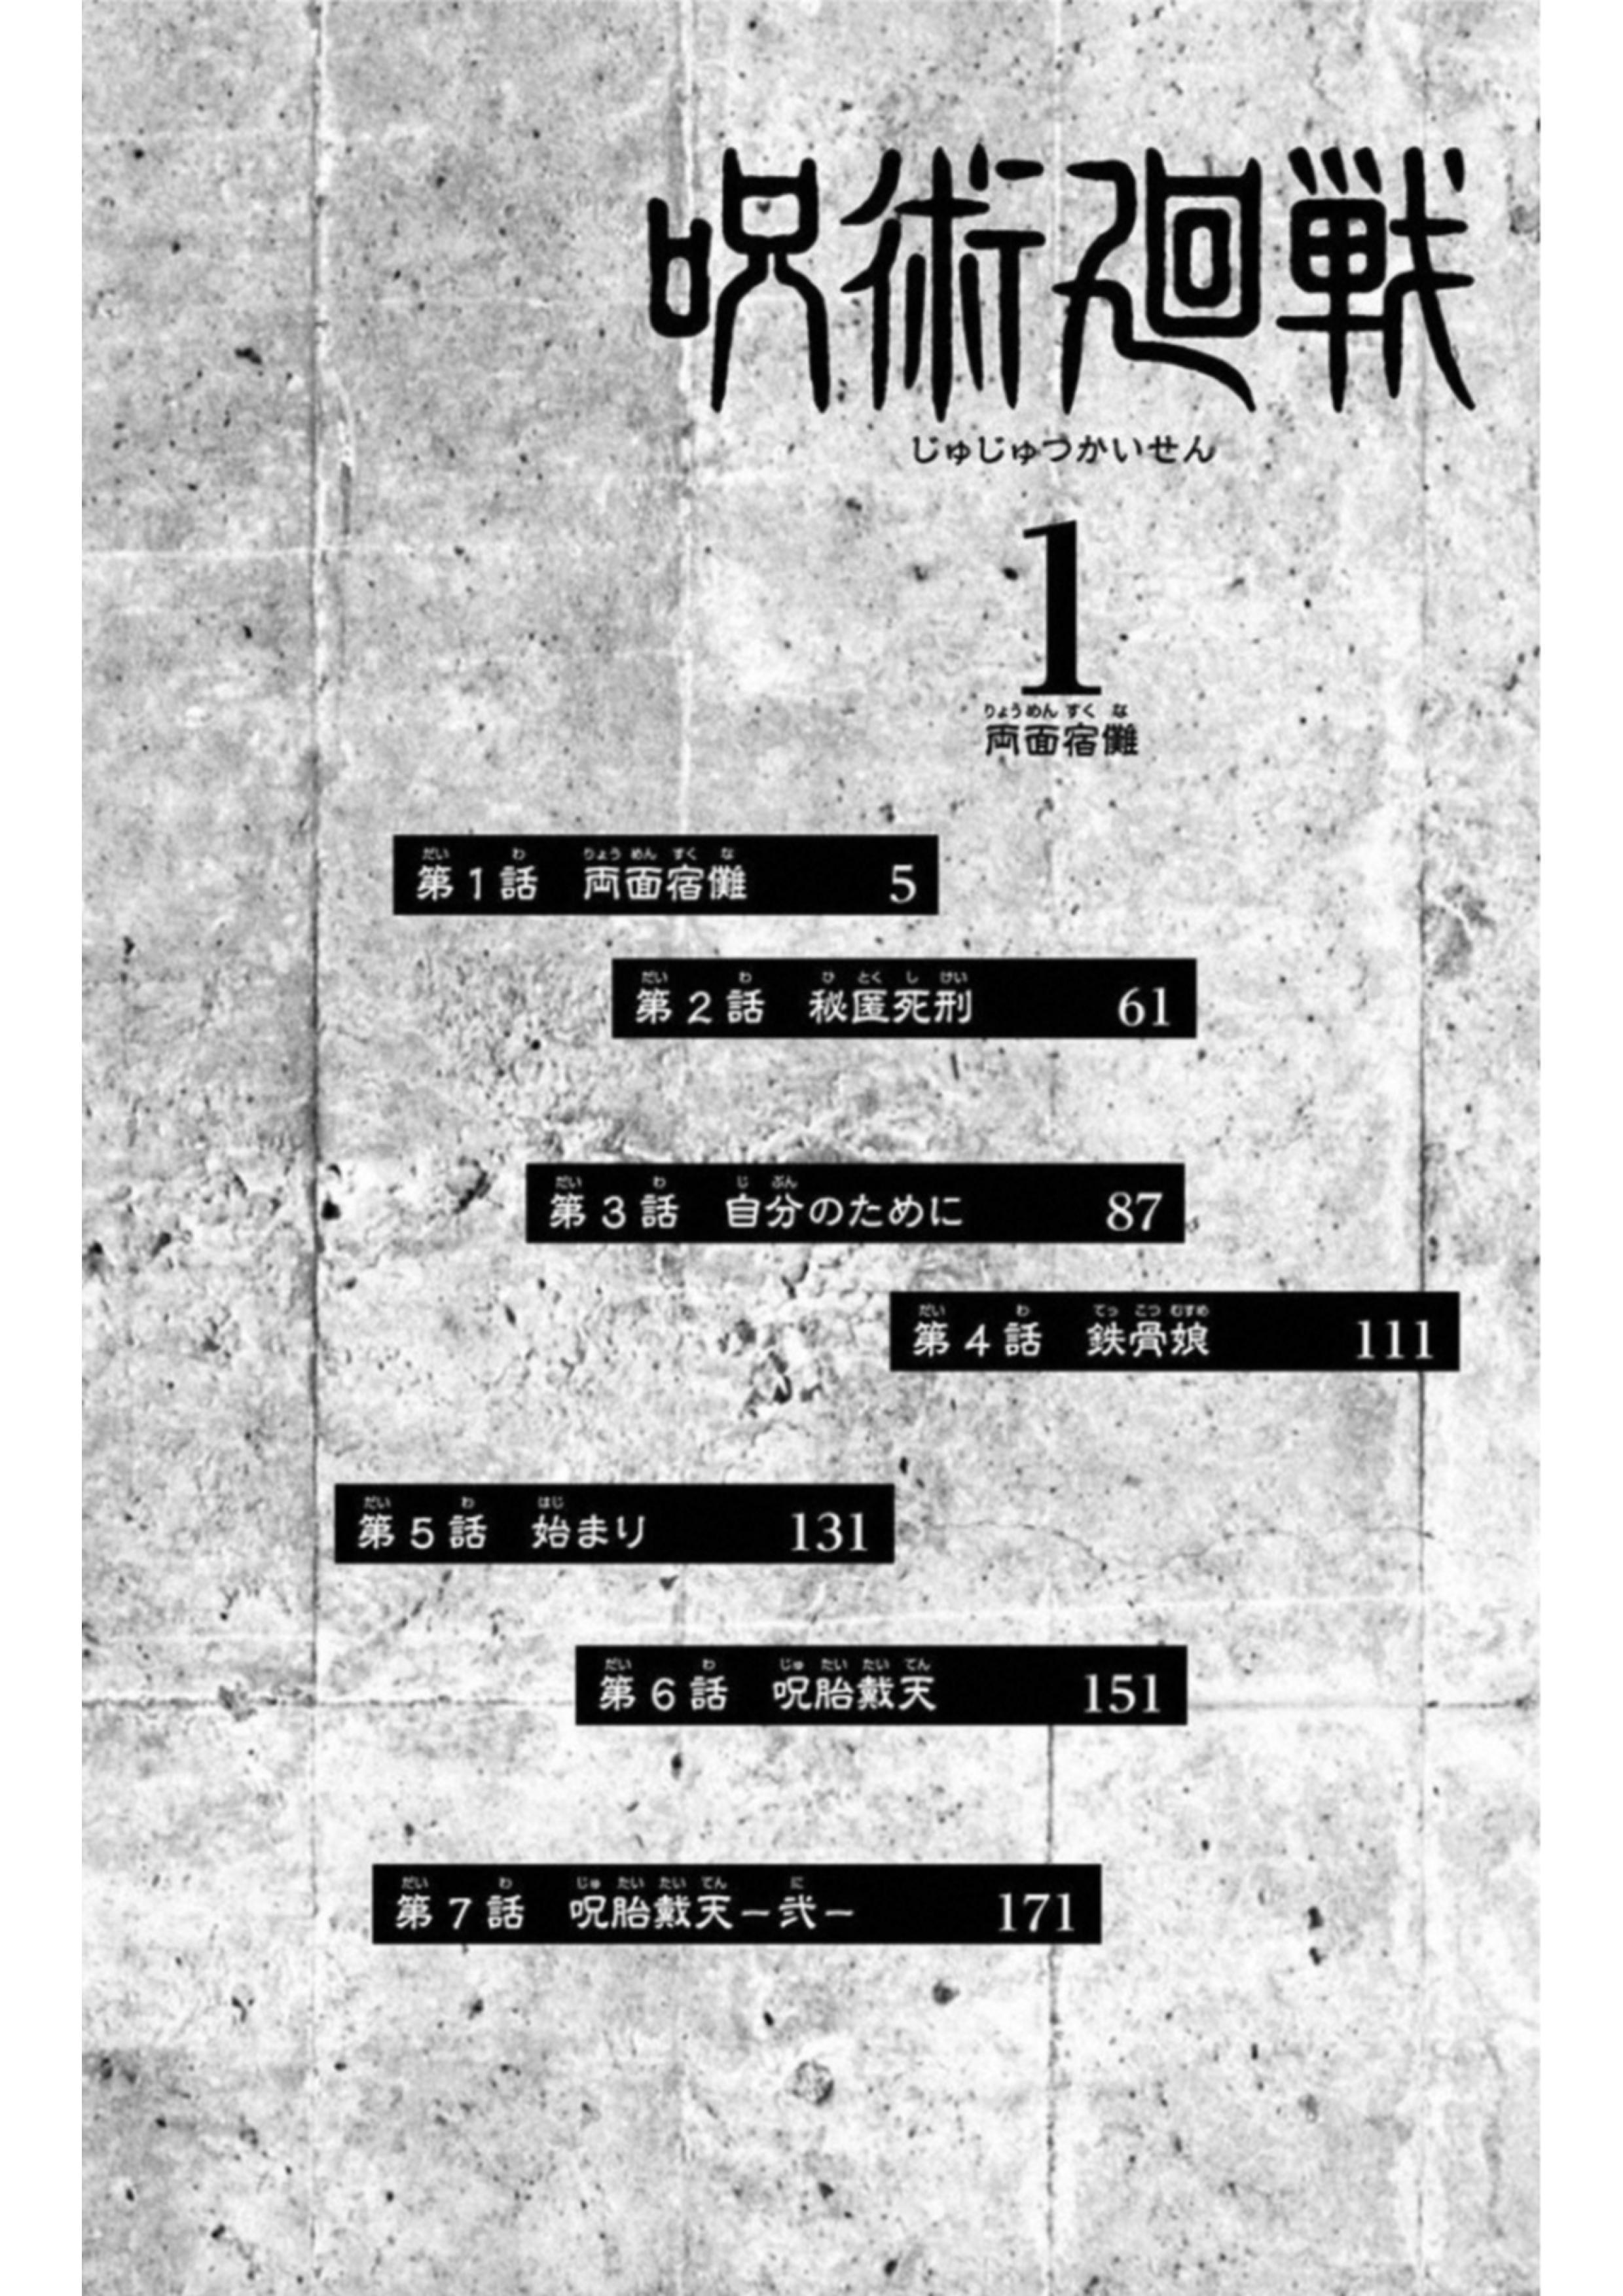 呪術廻戦
じゅじゅつかいせん
1
りょうめんすくな
両面宿儺
だい わ りょうめんすくな
第1話 両面宿儺 5
だい わ ひとくしけい
第2話 秘匿死刑 61
だい わ じぶん
第3話 自分のために 87
だい わ てっこつむすめ
第4話 鉄骨娘 111
だい わ はじ
第5話 始まり 131
だい わ じゅたいたいてん
第6話 呪胎戴天 151
だい わ じゅたいたいてん に
第7話 呪胎戴天−弐− 171